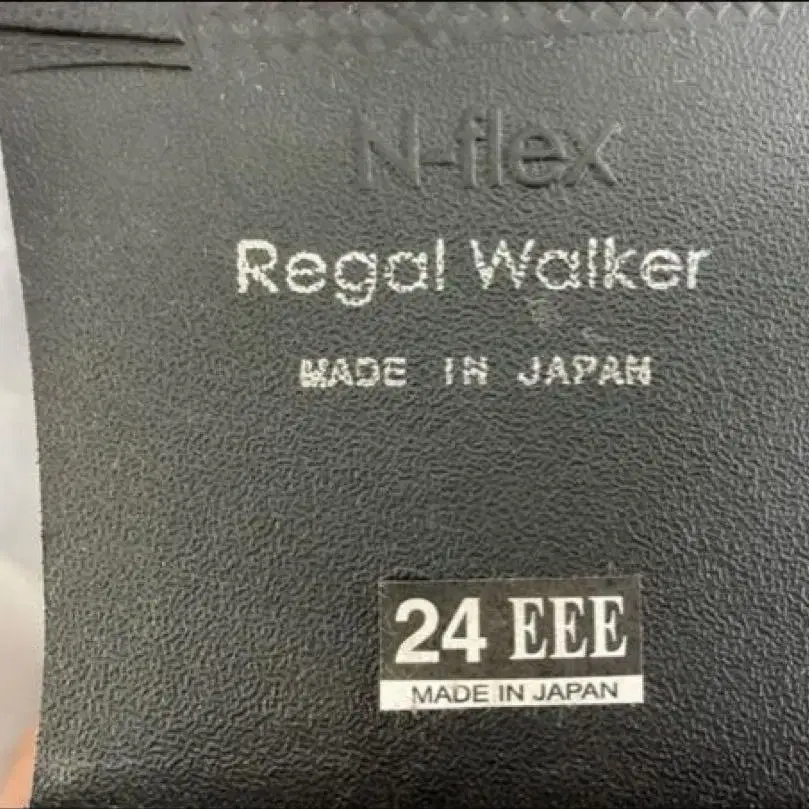 N-flex
Regal Walker
MADE IN JAPAN
24 EEE
MADE IN JAPAN